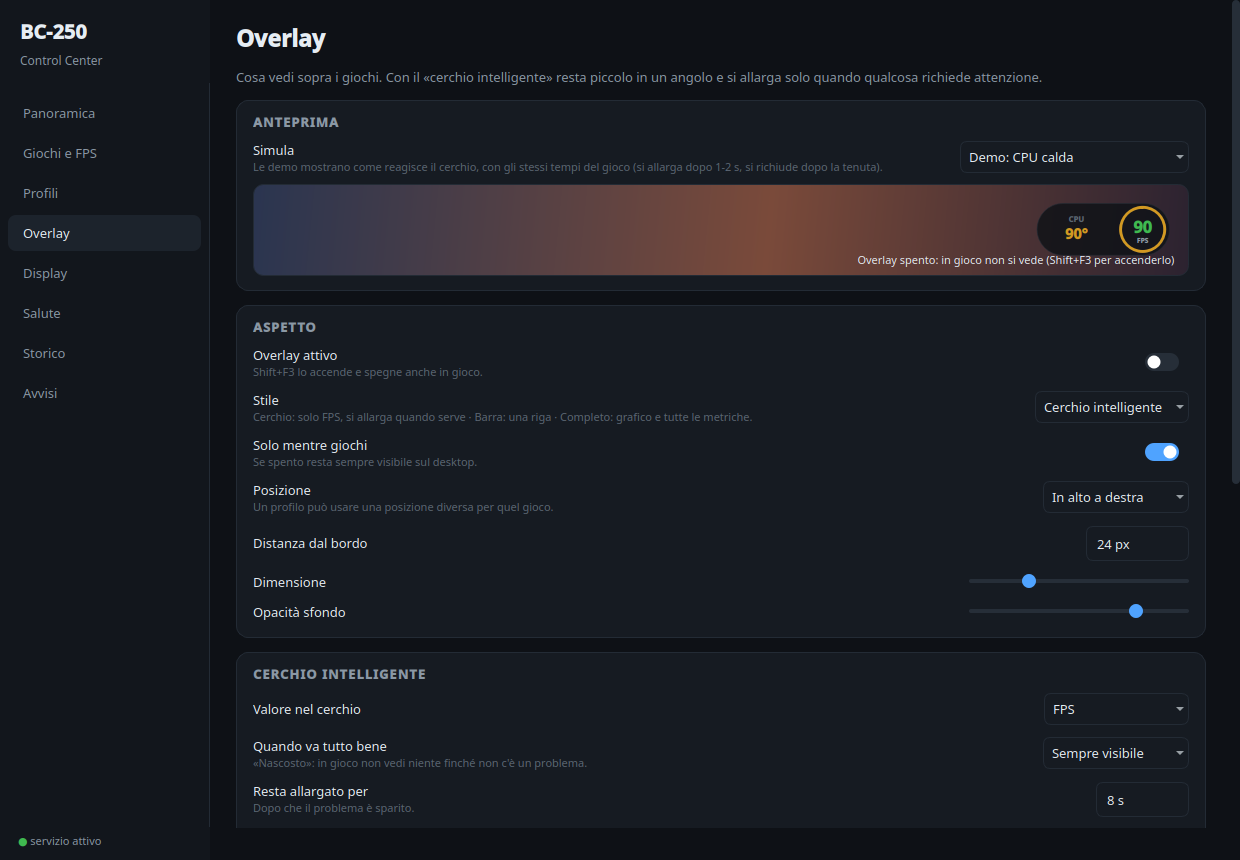 BC-250
Control Center
Panoramica
Giochi e FPS
Profili
Overlay
Display
Salute
Storico
Avvisi
servizio attivo
Overlay
Cosa vedi sopra i giochi. Con il «cerchio intelligente» resta piccolo in un angolo e si allarga solo quando qualcosa richiede attenzione.
ANTEPRIMA
Simula
Le demo mostrano come reagisce il cerchio, con gli stessi tempi del gioco (si allarga dopo 1-2 s, si richiude dopo la tenuta).
Demo: CPU calda
CPU
90°
90
FPS
Overlay spento: in gioco non si vede (Shift+F3 per accenderlo)
ASPETTO
Overlay attivo
Shift+F3 lo accende e spegne anche in gioco.
Stile
Cerchio: solo FPS, si allarga quando serve · Barra: una riga · Completo: grafico e tutte le metriche.
Cerchio intelligente
Solo mentre giochi
Se spento resta sempre visibile sul desktop.
Posizione
Un profilo può usare una posizione diversa per quel gioco.
In alto a destra
Distanza dal bordo
24 px
Dimensione
Opacità sfondo
CERCHIO INTELLIGENTE
Valore nel cerchio
FPS
Quando va tutto bene
«Nascosto»: in gioco non vedi niente finché non c'è un problema.
Sempre visibile
Resta allargato per
Dopo che il problema è sparito.
8 s